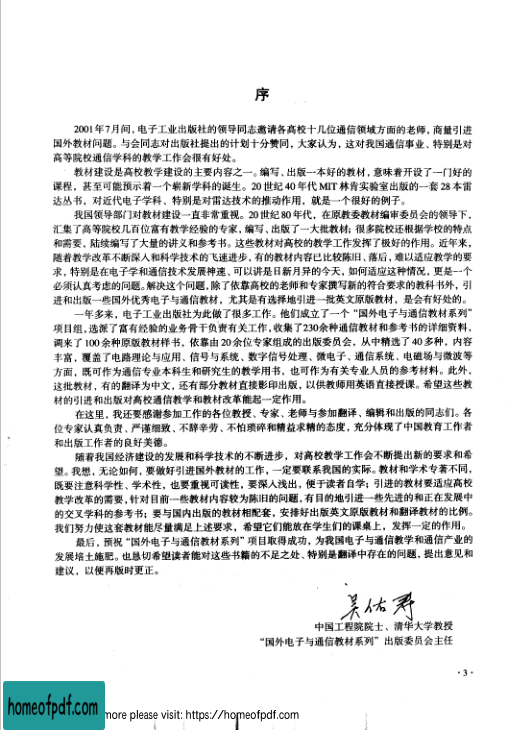 序
2001年7月间，电子工业出版社的领导同志邀请各高校十几位通信领域方面的老师，商量引进
国外教材问题。与会同志对出版社提出的计划十分赞同，大家认为，这对我国通信事业、特别是对
高等院校通信学科的教学工作会很有好处。
教材建设是高校教学建设的主要内容之一。编写、出版一本好的教材，意味着开设了一门好的
课程，甚至可能预示着一个崭新学科的诞生。20世纪40年代MIT林肯实验室出版的一套28本雷
达丛书，对近代电子学科、特别是对雷达技术的推动作用，就是一个很好的例子。
我国领导部门对教材建设一直非常重视。20世纪80年代，在原教委教材编审委员会的领导下，
汇集了高等院校几百位富有教学经验的专家，编写、出版了一大批教材；很多院校还根据学校的特点
和需要，陆续编写了大量的讲义和参考书。这些教材对高校的教学工作发挥了极好的作用。近年来，
随着教学改革不断深入和科学技术的飞速进步，有的教材内容已比较陈旧、落后，难以适应教学的要
求，特别是在电子学和通信技术发展神速、可以讲是日新月异的今天，如何适应这种情况，更是一个
必须认真考虑的问题。解决这个问题，除了依靠高校的老师和专家撰写新的符合要求的教科书外，引
进和出版一些国外优秀电子与通信教材，尤其是有选择地引进一批英文原版教材，是会有好处的。
一年多来，电子工业出版社为此做了很多工作。他们成立了一个“国外电子与通信教材系列”
项目组，选派了富有经验的业务骨干负责有关工作，收集了230余种通信教材和参考书的详细资料，
调来了100余种原版教材样书，依靠由20余位专家组成的出版委员会，从中精选了40多种，内容
丰富，覆盖了电路理论与应用、信号与系统、数字信号处理、微电子、通信系统、电磁场与微波等
方面，既可作为通信专业本科生和研究生的教学用书，也可作为有关专业人员的参考材料。此外，
这批教材，有的翻译为中文，还有部分教材直接影印出版，以供教师用英语直接授课。希望这些教
材的引进和出版对高校通信教学和教材改革能起一定作用。
在这里，我还要感谢参加工作的各位教授、专家、老师与参加翻译、编辑和出版的同志们。各
位专家认真负责、严谨细致、不辞辛劳、不怕琐碎和精益求精的态度，充分体现了中国教育工作者
和出版工作者的良好美德。
随着我国经济建设的发展和科学技术的不断进步，对高校教学工作会不断提出新的要求和希
望。我想，无论如何，要做好引进国外教材的工作，一定要联系我国的实际。教材和学术专著不同，
既要注意科学性、学术性，也要重视可读性，要深入浅出，便于读者自学；引进的教材要适应高校
教学改革的需要，针对目前一些教材内容较为陈旧的问题，有目的地引进一些先进的和正在发展中
的交叉学科的参考书；要与国内出版的教材相配套，安排好出版英文原版教材和翻译教材的比例。
我们努力使这套教材能尽量满足上述要求，希望它们能放在学生们的课桌上，发挥一定的作用。
最后，预祝“国外电子与通信教材系列”项目取得成功，为我国电子与通信教学和通信产业的
发展培土施肥。也恳切希望读者能对这些书籍的不足之处、特别是翻译中存在的问题，提出意见和
建议，以便再版时更正。
吴佑寿
中国工程院院士、清华大学教授
“国外电子与通信教材系列”出版委员会主任
·3·
homeofpdf.com
more please visit: https://homeofpdf.com